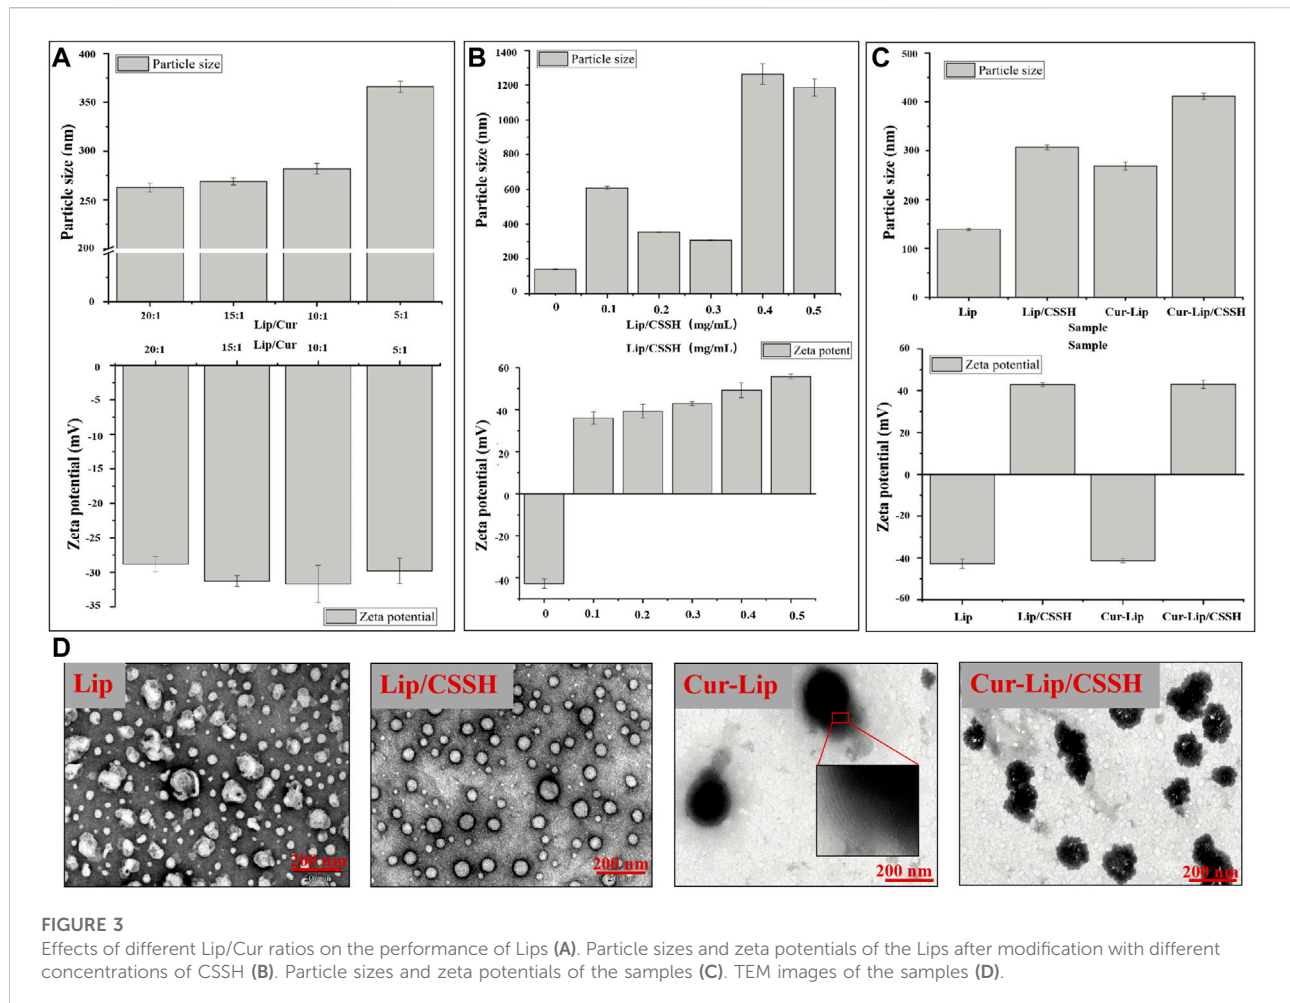 A
Particle size
400
350
300
250
200
0
Particle size (nm)
20:1 15:1 10:1 5:1
Lip/Cur
20:1 15:1 Lip/Cur 10:1 5:1
0
-5
-10
-15
-20
-25
-30
-35
Zeta potential (mV)
Zeta potential
B
Particle size
1400
1200
1000
800
600
400
200
0
Particle size (nm)
0 0.1 0.2 0.3 0.4 0.5
Lip/CSSH (mg/mL)
Lip/CSSH (mg/mL)
Zeta potent
60
40
20
0
-20
-40
Zeta potential (mV)
0 0.1 0.2 0.3 0.4 0.5
C
Particle size
500
400
300
200
100
0
Particle size (nm)
Lip Lip/CSSH Cur-Lip Cur-Lip/CSSH
Sample
Sample
Zeta potential
60
40
20
0
-20
-40
-60
Zeta potential (mV)
Lip Lip/CSSH Cur-Lip Cur-Lip/CSSH
D
Lip
200 nm
Lip/CSSH
200 nm
Cur-Lip
200 nm
Cur-Lip/CSSH
200 nm
FIGURE 3
Effects of different Lip/Cur ratios on the performance of Lips (A). Particle sizes and zeta potentials of the Lips after modification with different
concentrations of CSSH (B). Particle sizes and zeta potentials of the samples (C). TEM images of the samples (D).